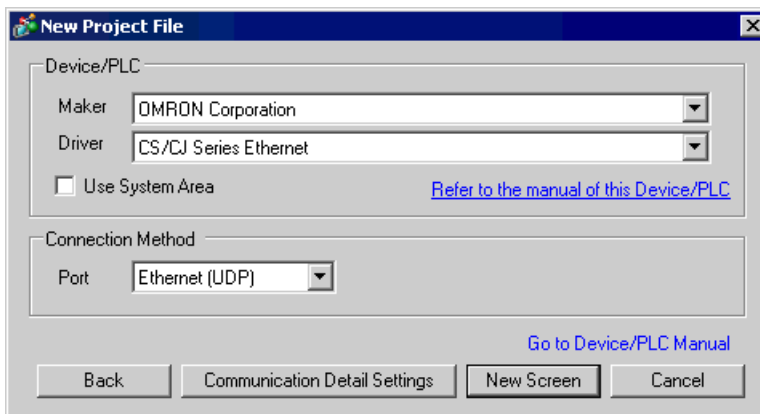 New Project File
Device/PLC
Maker OMRON Corporation
Driver CS/CJ Series Ethernet
Use System Area Refer to the manual of this Device/PLC
Connection Method
Port Ethernet (UDP)
Go to Device/PLC Manual
Back Communication Detail Settings New Screen Cancel